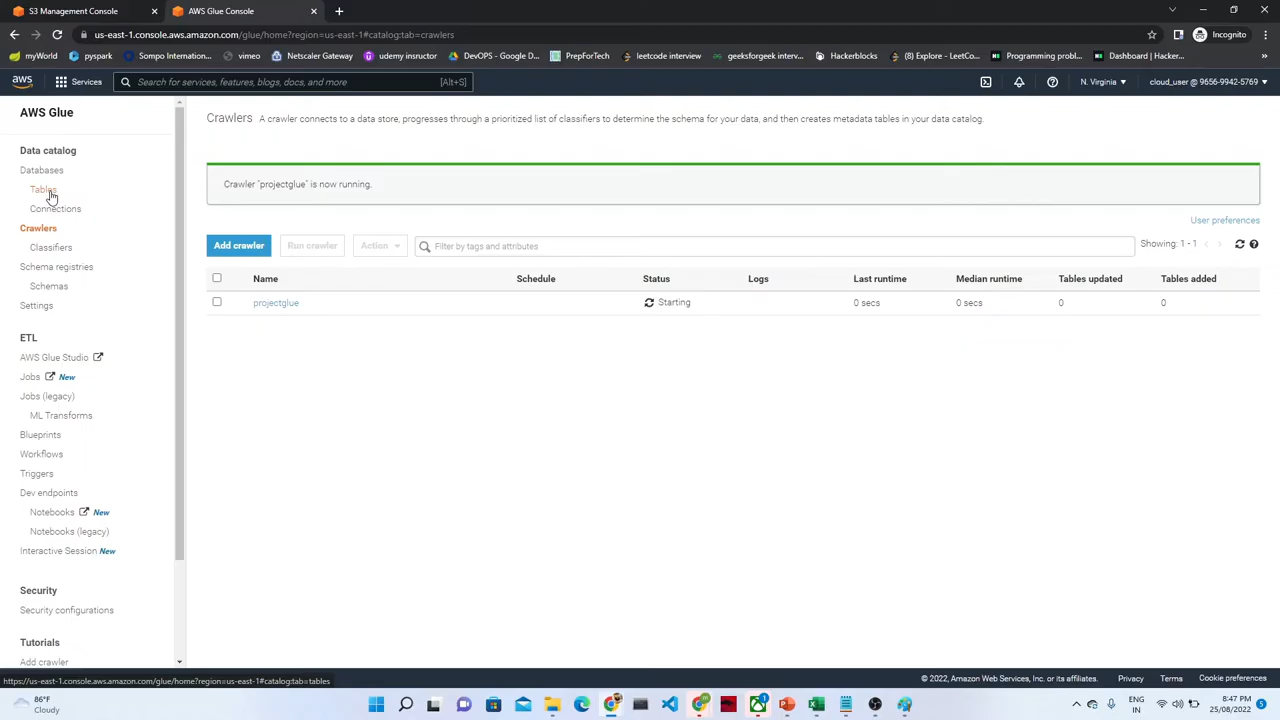 S3 Management Console
AWS Glue Console
us-east-1.console.aws.amazon.com/glue/home?region=us-east-1#catalog:tab=crawlers
Incognito
myWorld
pyspark
Sompo Internationa...
vimeo
Netscaler Gateway
udemy insructor
DevOPS - Google D...
PrepForTech
leetcode interview
geeksforgeek interv...
Hackerblocks
(8) Explore - LeetCo...
Programming probl...
Dashboard | Hacker...
aws
Services
Search for services, features, blogs, docs, and more
[Alt+S]
N. Virginia
cloud_user @ 9656-9942-5769
AWS Glue
Data catalog
Databases
Tables
Connections
Crawlers
Classifiers
Schema registries
Schemas
Settings
ETL
AWS Glue Studio
Jobs New
Jobs (legacy)
ML Transforms
Blueprints
Workflows
Triggers
Dev endpoints
Notebooks New
Notebooks (legacy)
Interactive Session New
Security
Security configurations
Tutorials
Add crawler
Crawlers A crawler connects to a data store, progresses through a prioritized list of classifiers to determine the schema for your data, and then creates metadata tables in your data catalog.
Crawler "projectglue" is now running.
User preferences
Add crawler
Run crawler
Action
Filter by tags and attributes
Showing: 1 - 1
Name Schedule Status Logs Last runtime Median runtime Tables updated Tables added
projectglue Starting 0 secs 0 secs 0 0
https://us-east-1.console.aws.amazon.com/glue/home?region=us-east-1#catalog:tab=tables
© 2022, Amazon Web Services, Inc. or its affiliates.
Privacy
Terms
Cookie preferences
86°F
Cloudy
ENG
IN
8:47 PM
25/08/2022